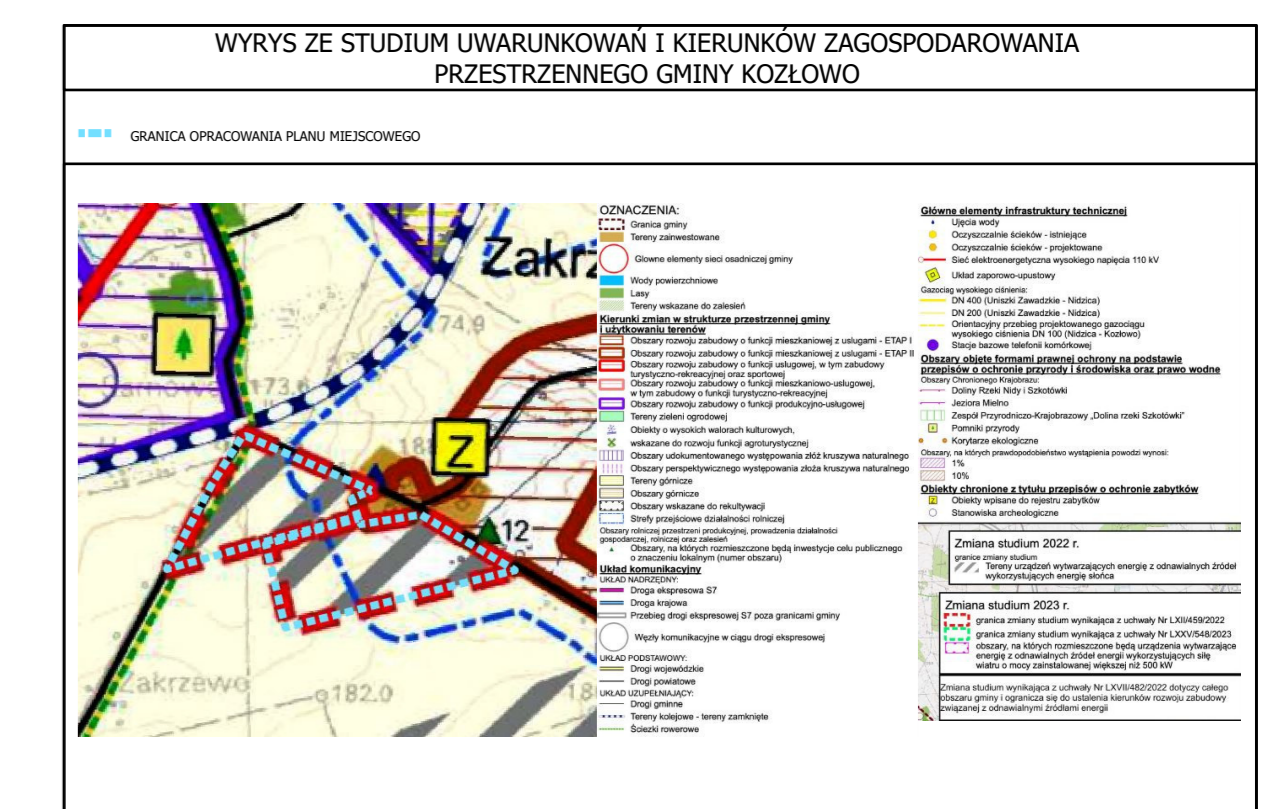 WYRYS ZE STUDIUM UWARUNKOWAŃ I KIERUNKÓW ZAGOSPODAROWANIA
PRZESTRZENNEGO GMINY KOZŁOWO
GRANICA OPRACOWANIA PLANU MIEJSCOWEGO
Zakrz
74.9
173.6
188
Z
12
Zakrzewo
182.0
18
OZNACZENIA:
Granica gminy
Tereny zainwestowane
Glowne elementy sieci osadniczej gminy
Wody powierzchniowe
Lasy
Tereny wskazane do zalesień
Kierunki zmian w strukturze przestrzennej gminy
i użytkowaniu terenów
Obszary rozwoju zabudowy o funkcji mieszkaniowej z uslugami - ETAP I
Obszary rozwoju zabudowy o funkcji mieszkaniowej z uslugami - ETAP II
Obszary rozwoju zabudowy o funkcji usługowej, w tym zabudowy
turystyczno-rekreacyjnej oraz sportowej
Obszary rozwoju zabudowy o funkcji mieszkaniowo-usługowej,
w tym zabudowy o funkcji turystyczno-rekreacyjnej
Obszary rozwoju zabudowy o funkcji produkcyjno-usługowej
Tereny zieleni ogrodowej
Obiekty o wysokich walorach kulturowych,
wskazane do rozwoju funkcji agroturystycznej
Obszary udokumentowanego występowania złóż kruszywa naturalnego
Obszary perspektywicznego występowania złoża kruszywa naturalnego
Tereny górnicze
Obszary górnicze
Obszary wskazane do rekultywacji
Strefy przejściowe działalności rolniczej
Obszary rolniczej przestrzeni produkcyjnej, prowadzenia działalności
gospodarczej, rolniczej oraz zalesień
Obszary, na których rozmieszczone będą inwestycje celu publicznego
o znaczeniu lokalnym (numer obszaru)
Układ komunikacyjny
UKŁAD NADRZĘDNY:
Droga ekspresowa S7
Droga krajowa
Przebieg drogi ekspresowej S7 poza granicami gminy
Węzły komunikacyjne w ciągu drogi ekspresowej
UKŁAD PODSTAWOWY:
Drogi wojewódzkie
Drogi powiatowe
UKŁAD UZUPEŁNIAJĄCY:
Drogi gminne
Tereny kolejowe - tereny zamknięte
Ścieżki rowerowe
Główne elementy infrastruktury technicznej
Ujęcia wody
Oczyszczalnie ścieków - istniejące
Oczyszczalnie ścieków - projektowane
Sieć elektroenergetyczna wysokiego napięcia 110 kV
Układ zaporowo-upustowy
Gazociąg wysokiego ciśnienia:
DN 400 (Uniszki Zawadzkie - Nidzica)
DN 200 (Uniszki Zawadzkie - Nidzica)
Orientacyjny przebieg projektowanego gazociągu
wysokiego ciśnienia DN 100 (Nidzica - Kozłowo)
Stacje bazowe telefonii komórkowej
Obszary objęte formami prawnej ochrony na podstawie
przepisów o ochronie przyrody i środowiska oraz prawo wodne
Obszary Chronionego Krajobrazu:
Doliny Rzeki Nidy i Szkotówki
Jeziora Mielno
Zespół Przyrodniczo-Krajobrazowy „Dolina rzeki Szkotówki"
Pomniki przyrody
Korytarze ekologiczne
Obszary, na których prawdopodobieństwo wystąpienia powodzi wynosi:
1%
10%
Obiekty chronione z tytułu przepisów o ochronie zabytków
Z Obiekty wpisane do rejestru zabytków
Stanowiska archeologiczne
Zmiana studium 2022 r.
granice zmiany studium
Tereny urządzeń wytwarzających energię z odnawialnych źródeł
wykorzystujących energię słońca
Zmiana studium 2023 r.
granica zmiany studium wynikająca z uchwały Nr LXII/459/2022
granica zmiany studium wynikająca z uchwały Nr LXXV/548/2023
obszary, na których rozmieszczone będą urządzenia wytwarzające
energię z odnawialnych źródeł energii wykorzystujących siłę
wiatru o mocy zainstalowanej większej niż 500 kW
Zmiana studium wynikająca z uchwały Nr LXVII/482/2022 dotyczy całego
obszaru gminy i ogranicza się do ustalenia kierunków rozwoju zabudowy
związanej z odnawialnymi źródłami energii